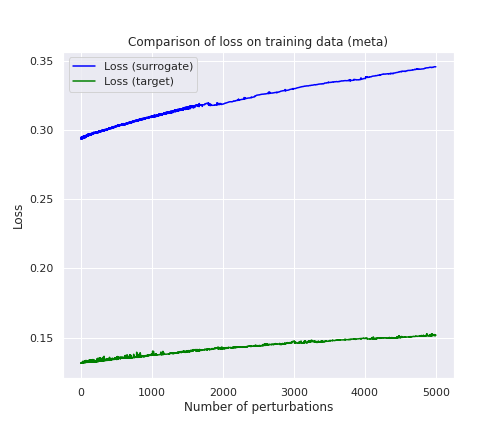 Comparison of loss on training data (meta)
Loss (surrogate)
Loss (target)
0.35
0.30
0.25
0.20
0.15
Loss
0
1000
2000
3000
4000
5000
Number of perturbations